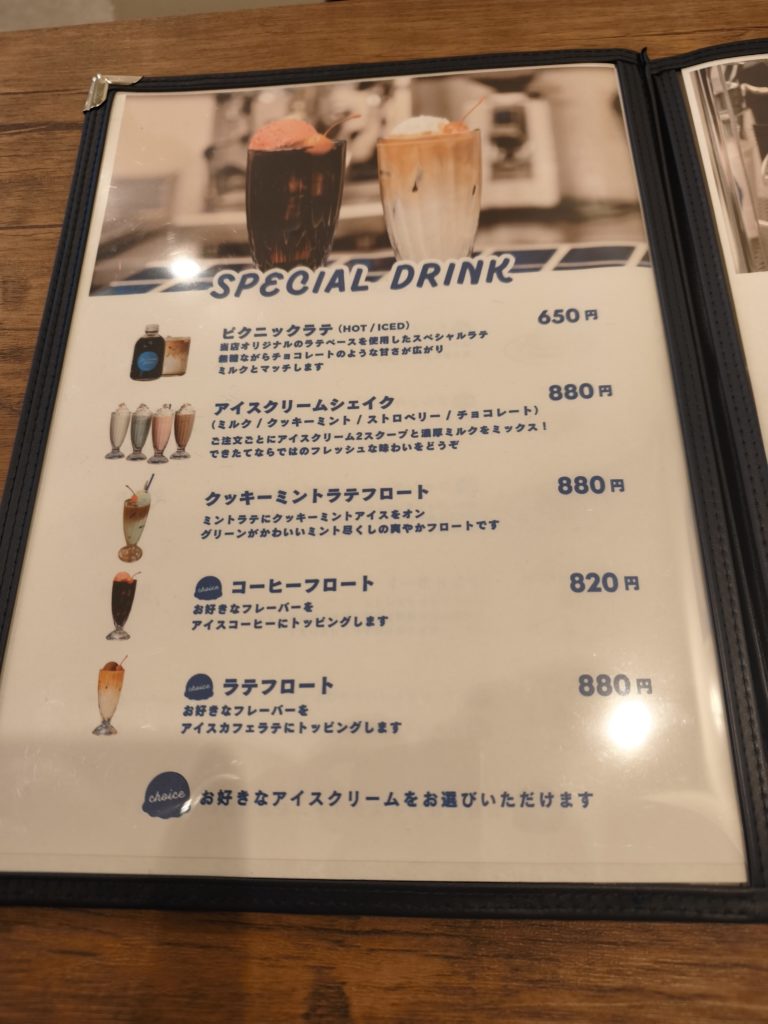 SPECIAL DRINK
ピクニックラテ (HOT / ICED) 650円
当店オリジナルのラテベースを使用したスペシャルラテ
無糖ながらチョコレートのような甘さが広がり
ミルクとマッチします
アイスクリームシェイク 880円
(ミルク / クッキーミント / ストロベリー / チョコレート)
ご注文ごとにアイスクリーム2スクープと濃厚ミルクをミックス!
できたてならではのフレッシュな味わいをどうぞ
クッキーミントラテフロート 880円
ミントラテにクッキーミントアイスをオン
グリーンがかわいいミント尽くしの爽やかフロートです
choice コーヒーフロート 820円
お好きなフレーバーを
アイスコーヒーにトッピングします
choice ラテフロート 880円
お好きなフレーバーを
アイスカフェラテにトッピングします
choice お好きなアイスクリームをお選びいただけます